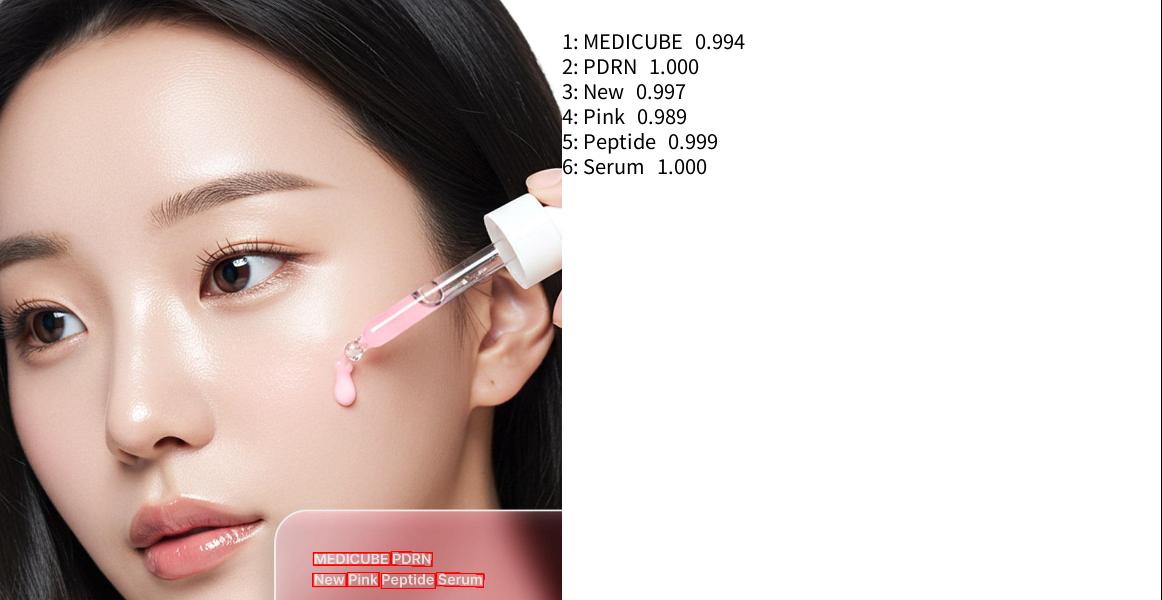 1: MEDICUBE 0.994
2: PDRN 1.000
3: New 0.997
4: Pink 0.989
5: Peptide 0.999
6: Serum 1.000
MEDICUBE PDRN
New Pink Peptide Serum